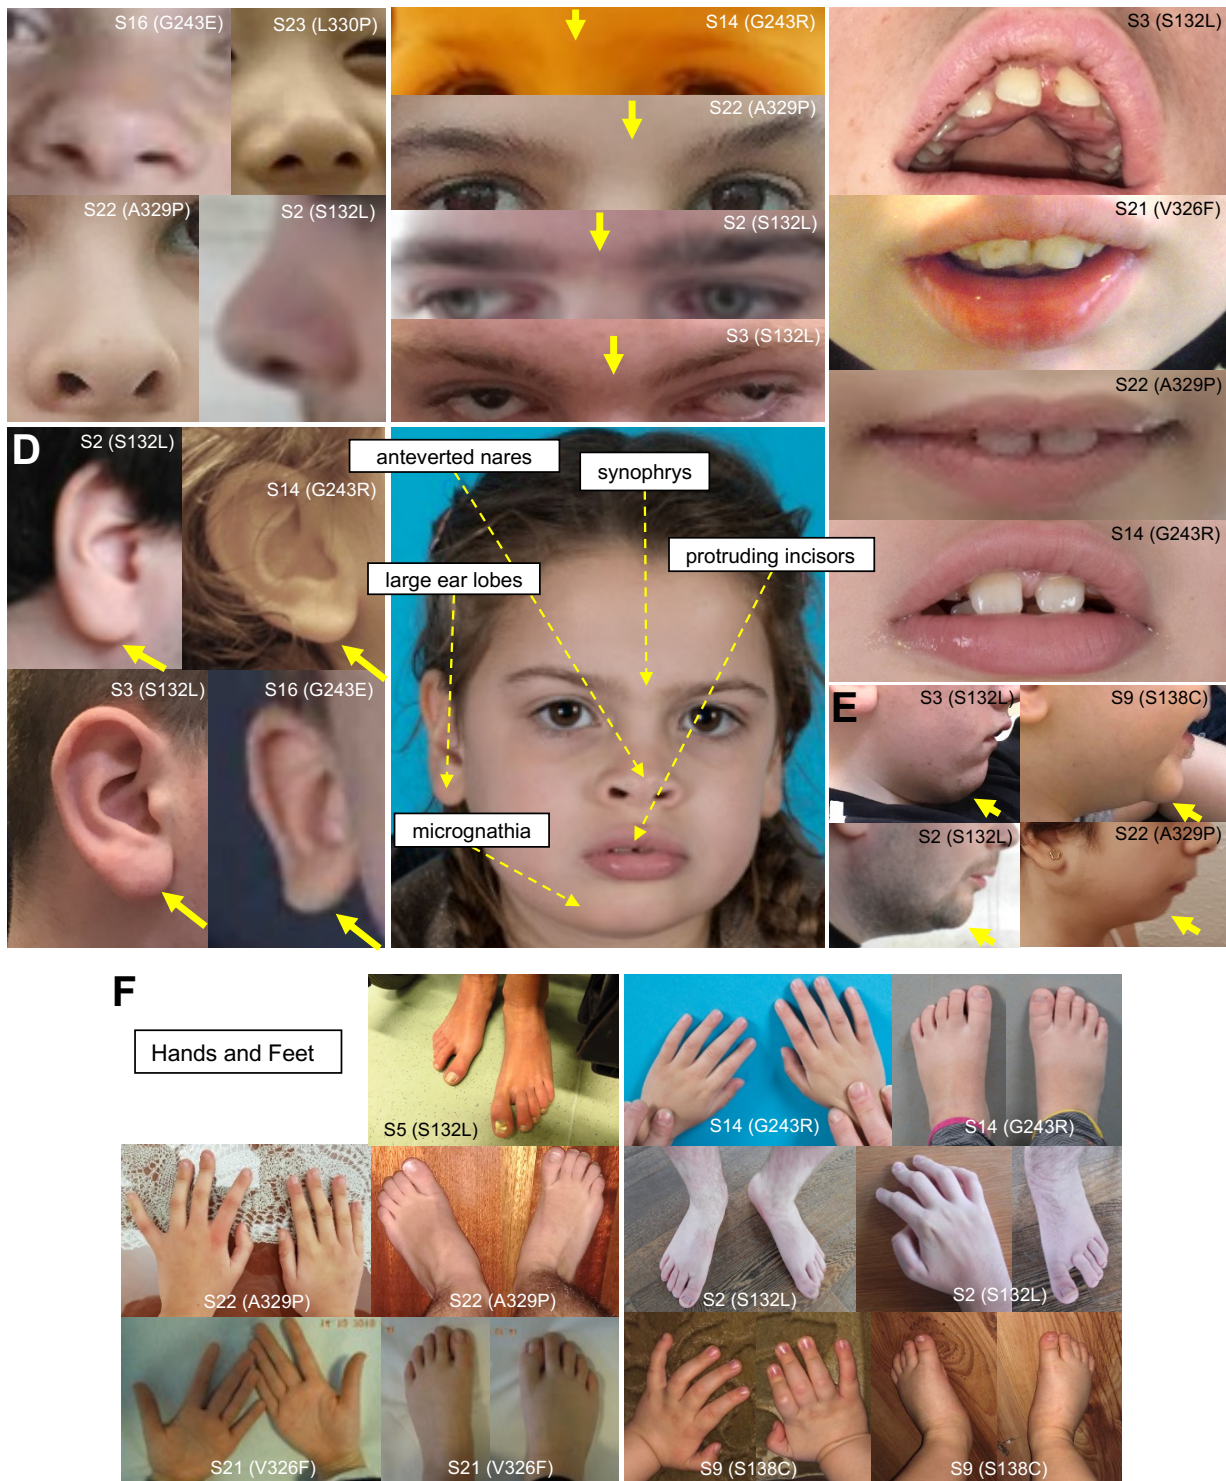 S16 (G243E)
S23 (L330P)
S22 (A329P)
S2 (S132L)
S14 (G243R)
S22 (A329P)
S2 (S132L)
S3 (S132L)
S3 (S132L)
S21 (V326F)
S22 (A329P)
S14 (G243R)
D
S2 (S132L)
S14 (G243R)
S3 (S132L)
S16 (G243E)
anteverted nares
synophrys
protruding incisors
large ear lobes
micrognathia
E
S3 (S132L)
S9 (S138C)
S2 (S132L)
S22 (A329P)
F
Hands and Feet
S5 (S132L)
S14 (G243R)
S14 (G243R)
S22 (A329P)
S22 (A329P)
S2 (S132L)
S2 (S132L)
S21 (V326F)
S21 (V326F)
S9 (S138C)
S9 (S138C)